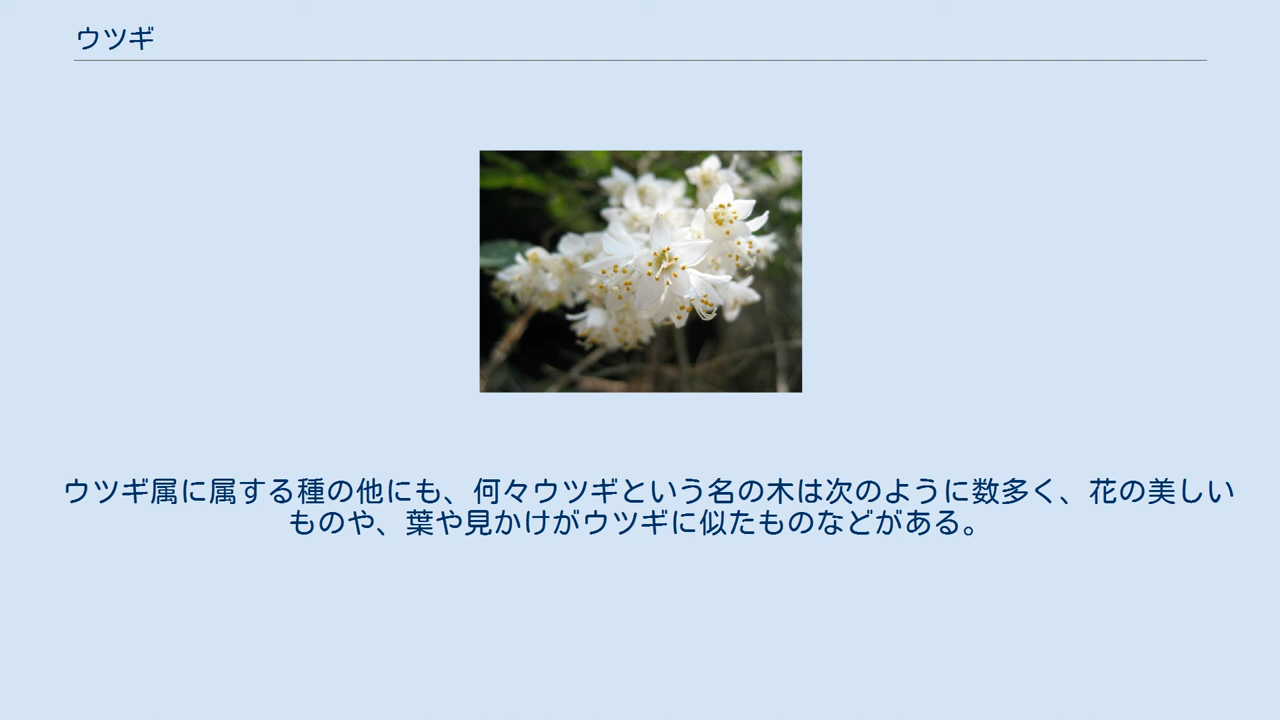 ウツギ
ウツギ属に属する種の他にも、何々ウツギという名の木は次のように数多く、花の美しい
ものや、葉や見かけがウツギに似たものなどがある。